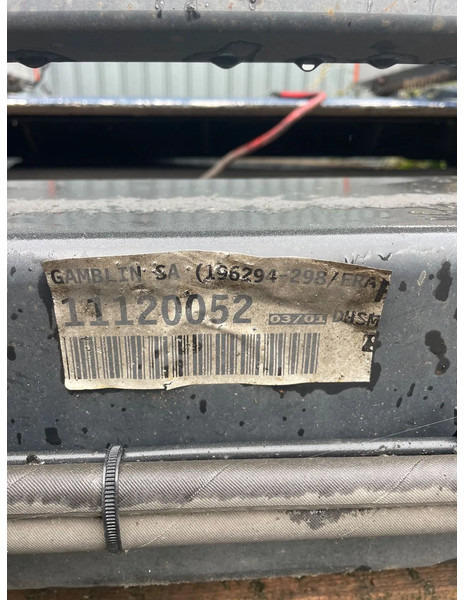 GAMBLIN SA (196294-298/ERA
11120052 03/01 DHSM